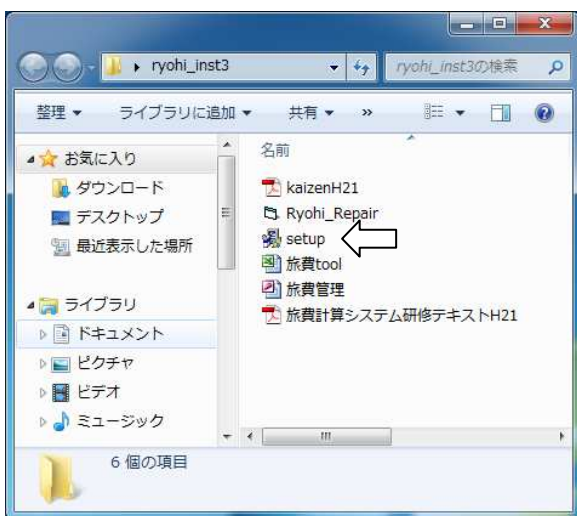 ryohi_inst3
ryohi_inst3の検索
整理
ライブラリに追加
共有
»
お気に入り
ダウンロード
デスクトップ
最近表示した場所
ライブラリ
ドキュメント
ピクチャ
ビデオ
ミュージック
名前
kaizenH21
Ryohi_Repair
setup
旅費tool
旅費管理
旅費計算システム研修テキストH21
6 個の項目